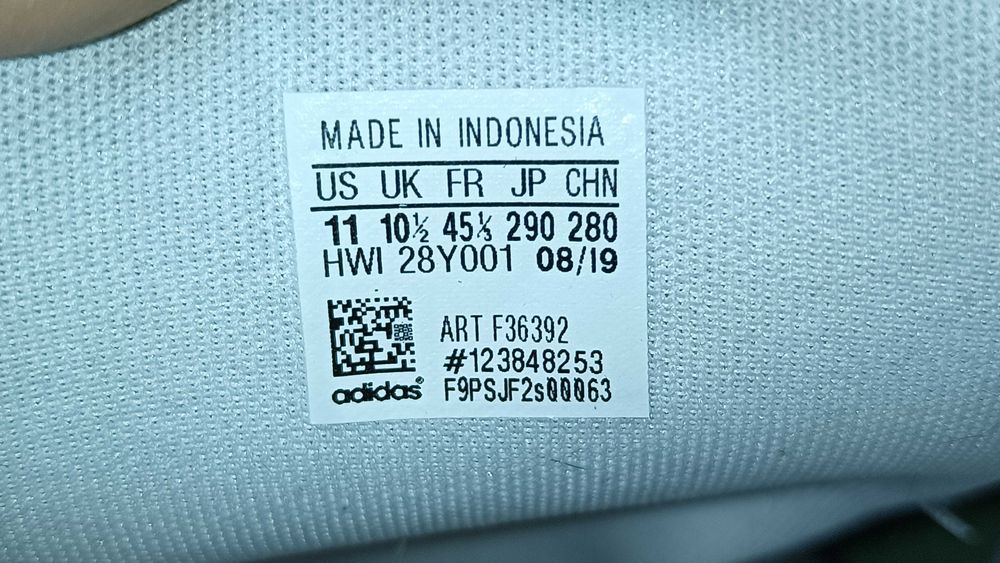 MADE IN INDONESIA
US UK FR JP CHN
11 10½ 45⅓ 290 280
HWI 28Y001 08/19
ART F36392
#123848253
adidas® F9PSJF2s00063